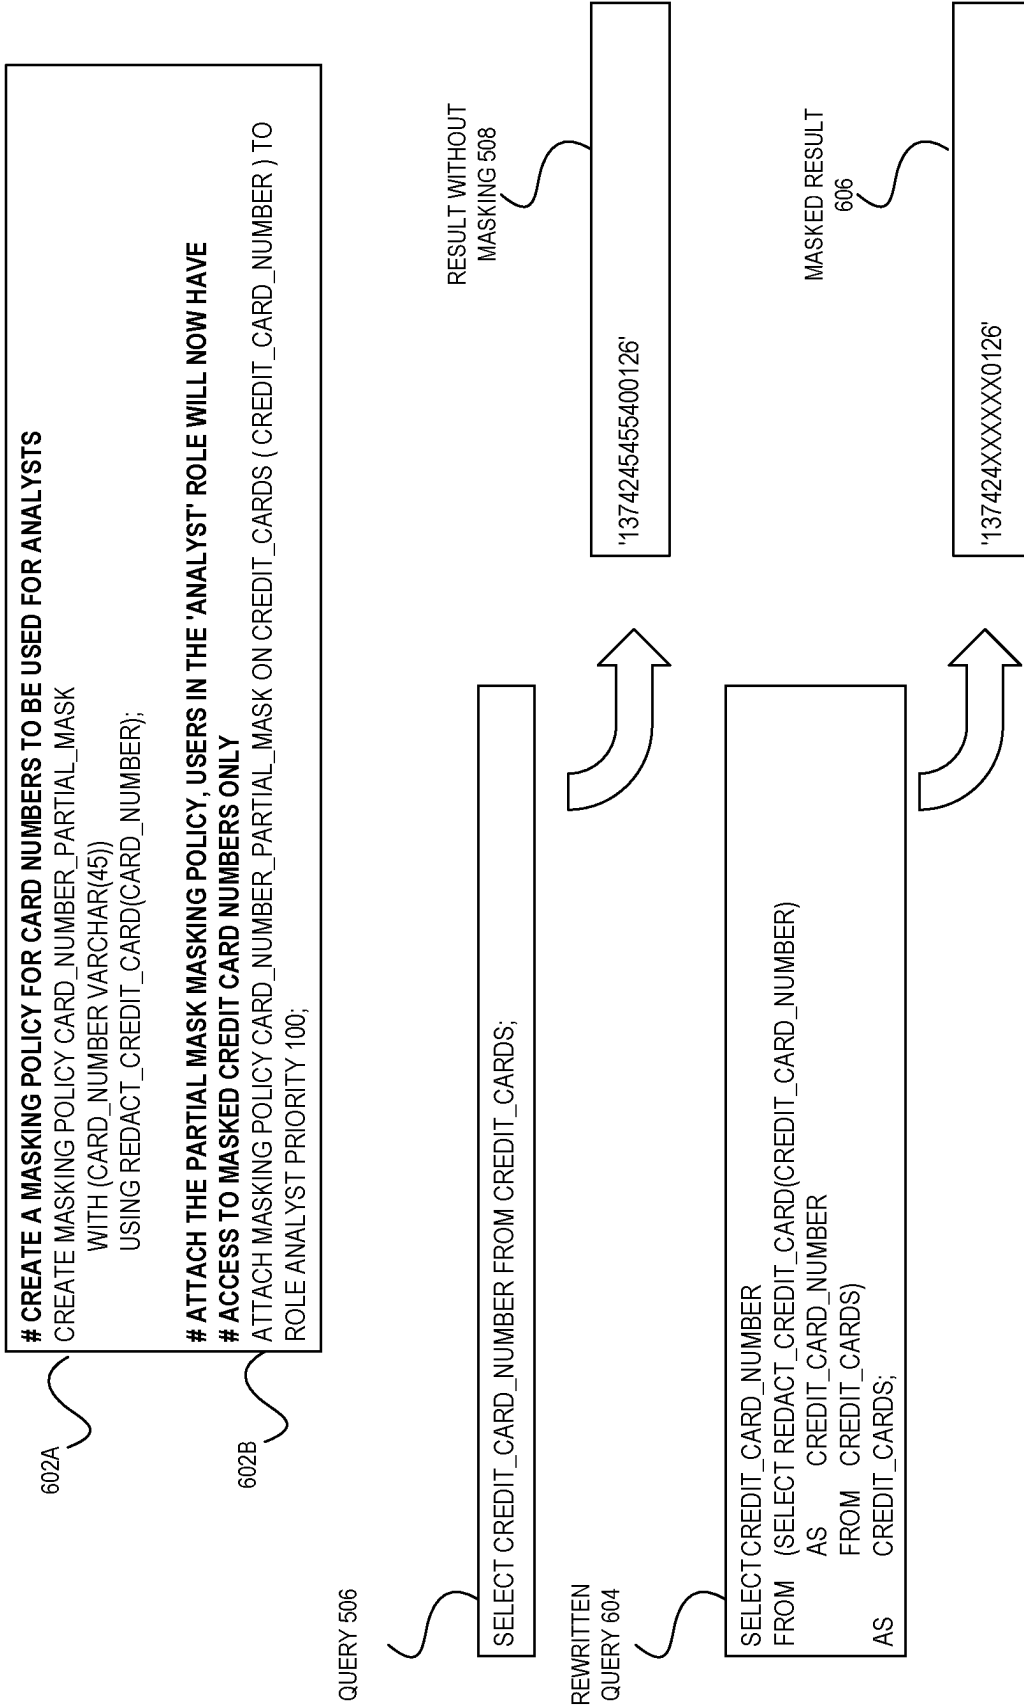 602A
# CREATE A MASKING POLICY FOR CARD NUMBERS TO BE USED FOR ANALYSTS
CREATE MASKING POLICY CARD_NUMBER_PARTIAL_MASK
WITH (CARD_NUMBER VARCHAR(45))
USING REDACT_CREDIT_CARD(CARD_NUMBER);
602B
# ATTACH THE PARTIAL MASK MASKING POLICY, USERS IN THE 'ANALYST' ROLE WILL NOW HAVE
# ACCESS TO MASKED CREDIT CARD NUMBERS ONLY
ATTACH MASKING POLICY CARD_NUMBER_PARTIAL_MASK ON CREDIT_CARDS ( CREDIT_CARD_NUMBER ) TO
ROLE ANALYST PRIORITY 100;
QUERY 506
SELECT CREDIT_CARD_NUMBER FROM CREDIT_CARDS;
RESULT WITHOUT
MASKING 508
'1374245455400126'
REWRITTEN
QUERY 604
SELECT CREDIT_CARD_NUMBER
FROM (SELECT REDACT_CREDIT_CARD(CREDIT_CARD_NUMBER)
AS CREDIT_CARD_NUMBER
FROM CREDIT_CARDS)
AS CREDIT_CARDS;
MASKED RESULT
606
'137424XXXXXX0126'